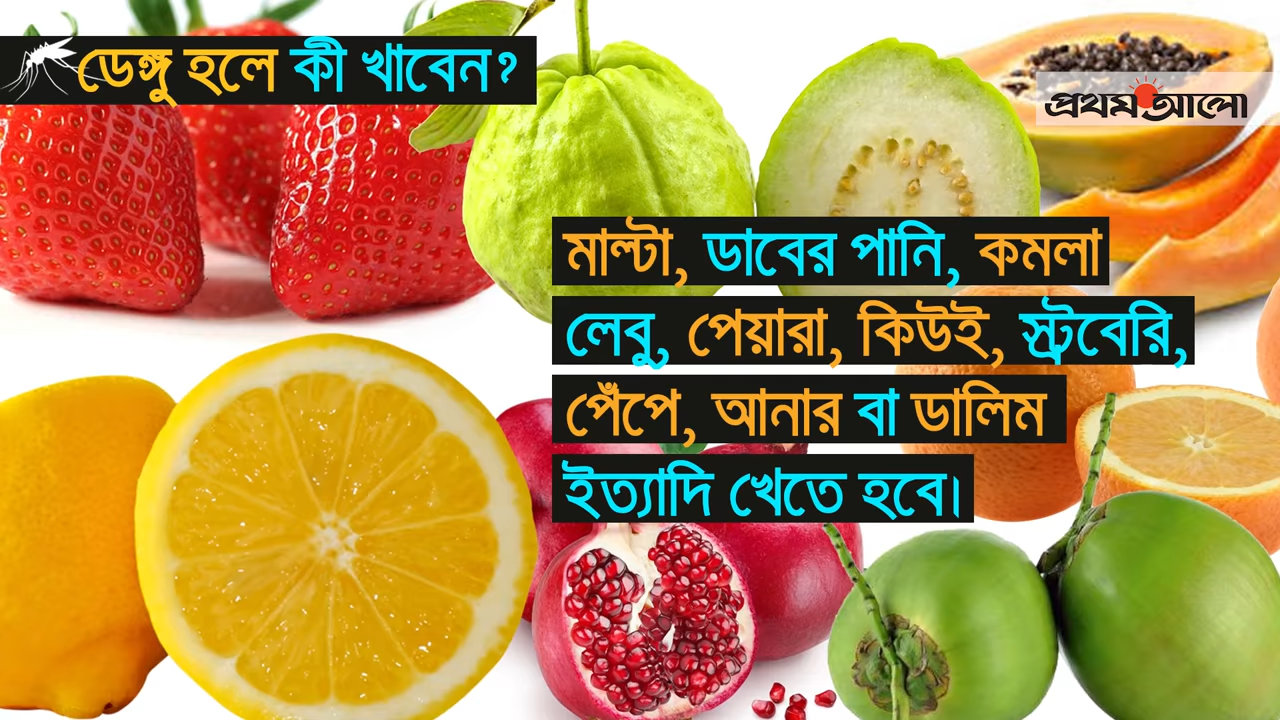 ডেঙ্গু হলে কী খাবেন?
প্রথম আলো
মাল্টা, ডাবের পানি, কমলা
লেবু, পেয়ারা, কিউই, স্ট্রবেরি,
পেঁপে, আনার বা ডালিম
ইত্যাদি খেতে হবে।